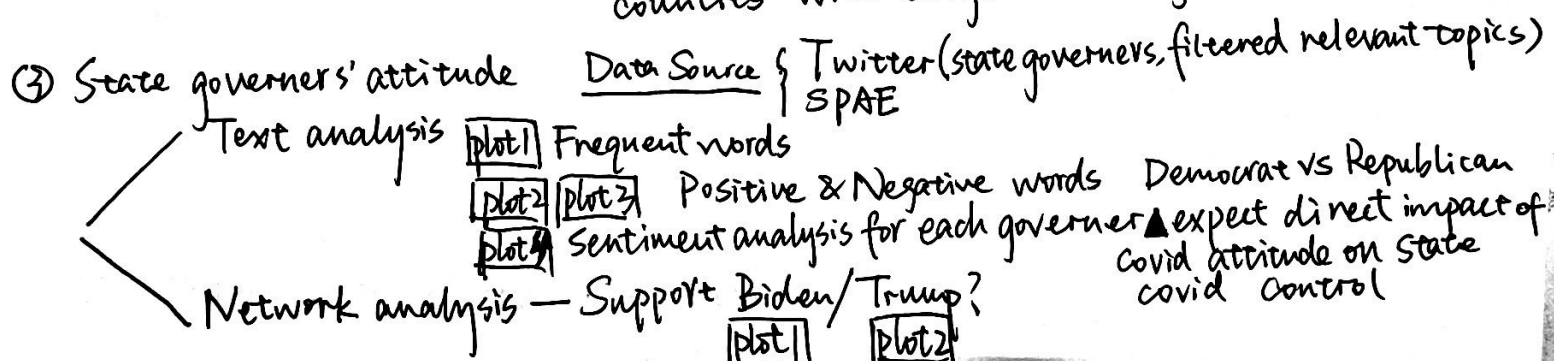 ③ State governers' attitude Data Source { Twitter (state governers, filtered relevant topics)
SPAE
Text analysis plot1 Frequent words
plot2 plot3 Positive & Negative words Democrat vs Republican
plot4 Sentiment analysis for each governer ▲ expect direct impact of
covid attitude on state
covid control
Network analysis — Support Biden/Trump?
plot1 plot2